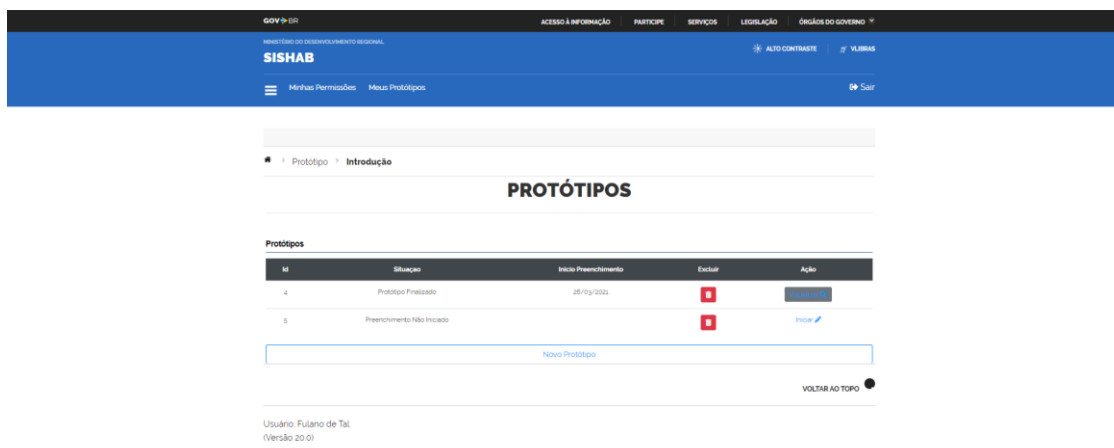 GOV BR ACESSO À INFORMAÇÃO PARTICIPE SERVIÇOS LEGISLAÇÃO ÓRGÃOS DO GOVERNO
MINISTÉRIO DO DESENVOLVIMENTO REGIONAL
SISHAB
ALTO CONTRASTE VLIBRAS
Minhas Permissões Meus Protótipos Sair
Protótipo Introdução
PROTÓTIPOS
Protótipos
Id Situaçao Início Preenchimento Excluir Ação
4 Protótipo Finalizado 26/03/2021
5 Preenchimento Não Iniciado Iniciar
Novo Protótipo
VOLTAR AO TOPO
Usuário: Fulano de Tal
(Versão 20.0)